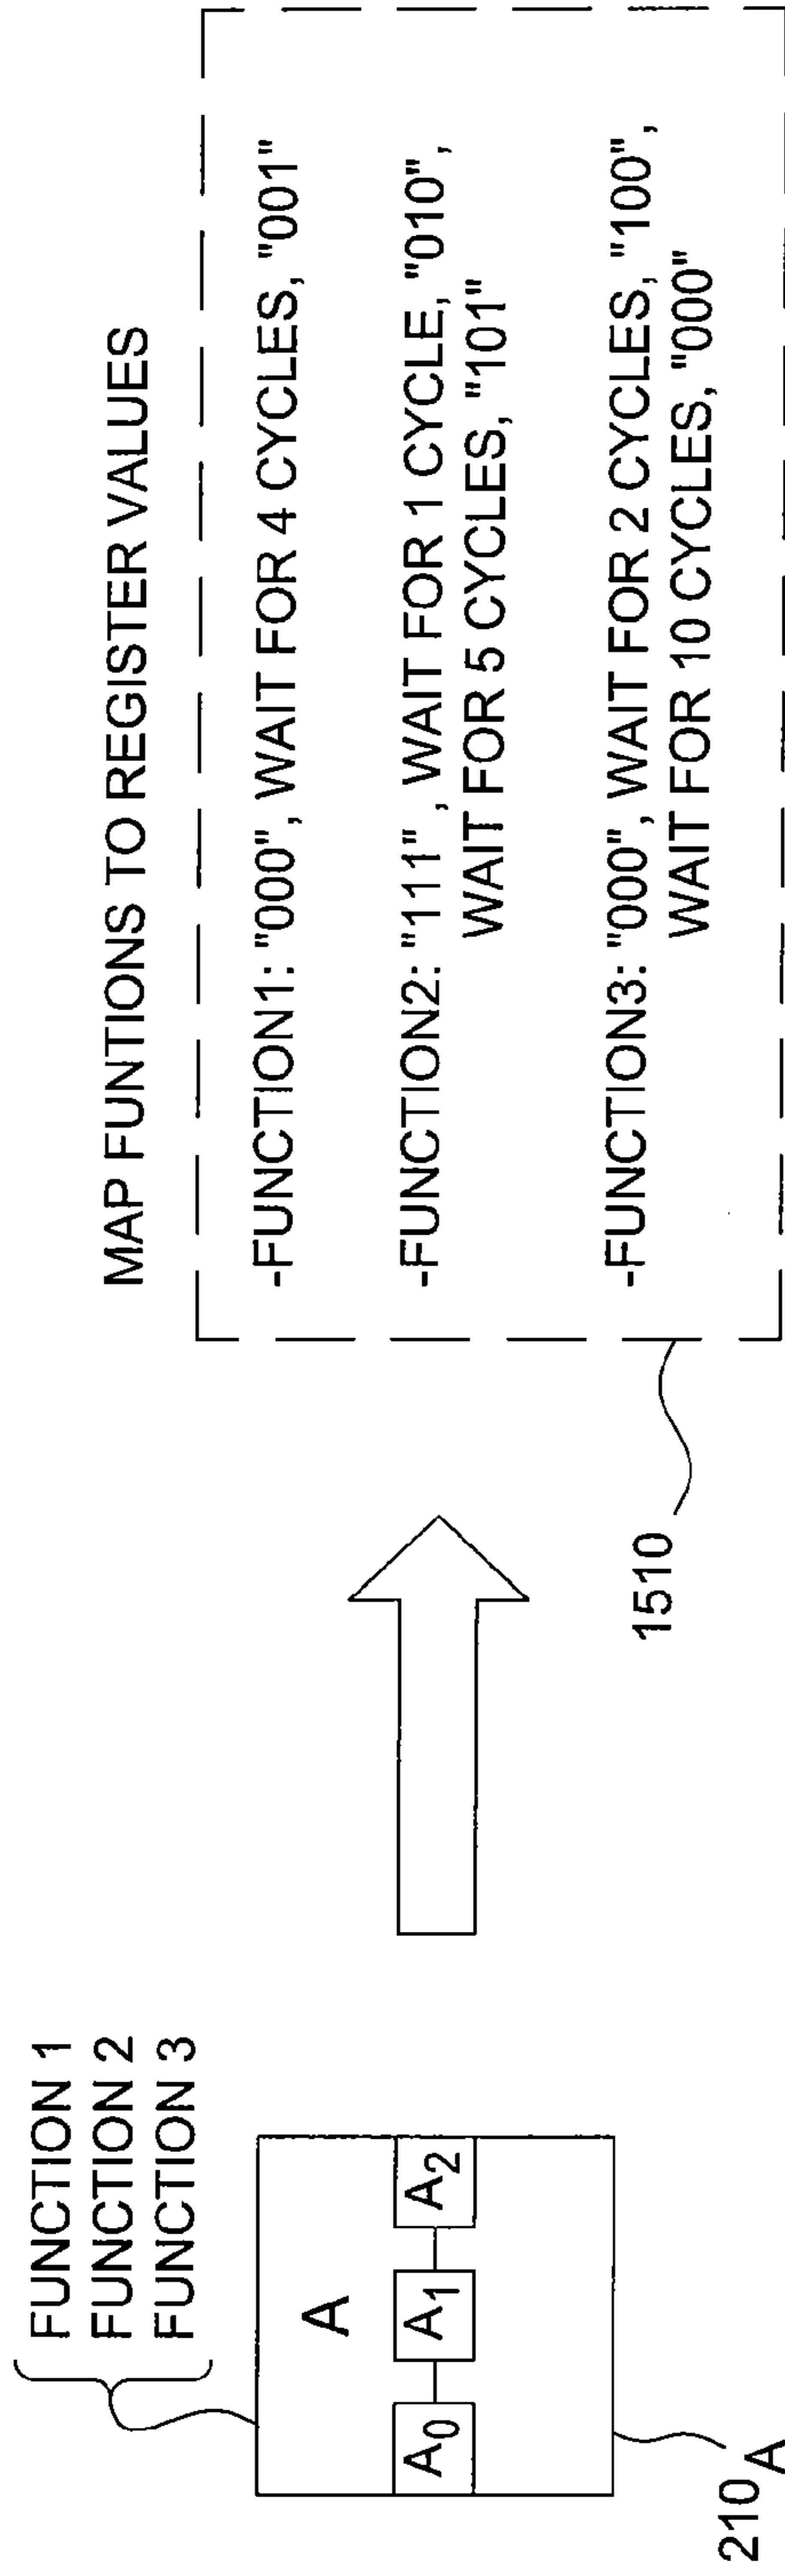 FUNCTION 1
FUNCTION 2
FUNCTION 3
A
A0 A1 A2
210A
MAP FUNTIONS TO REGISTER VALUES
-FUNCTION1: "000", WAIT FOR 4 CYCLES, "001"
-FUNCTION2: "111", WAIT FOR 1 CYCLE, "010",
WAIT FOR 5 CYCLES, "101"
-FUNCTION3: "000", WAIT FOR 2 CYCLES, "100",
WAIT FOR 10 CYCLES, "000"
1510